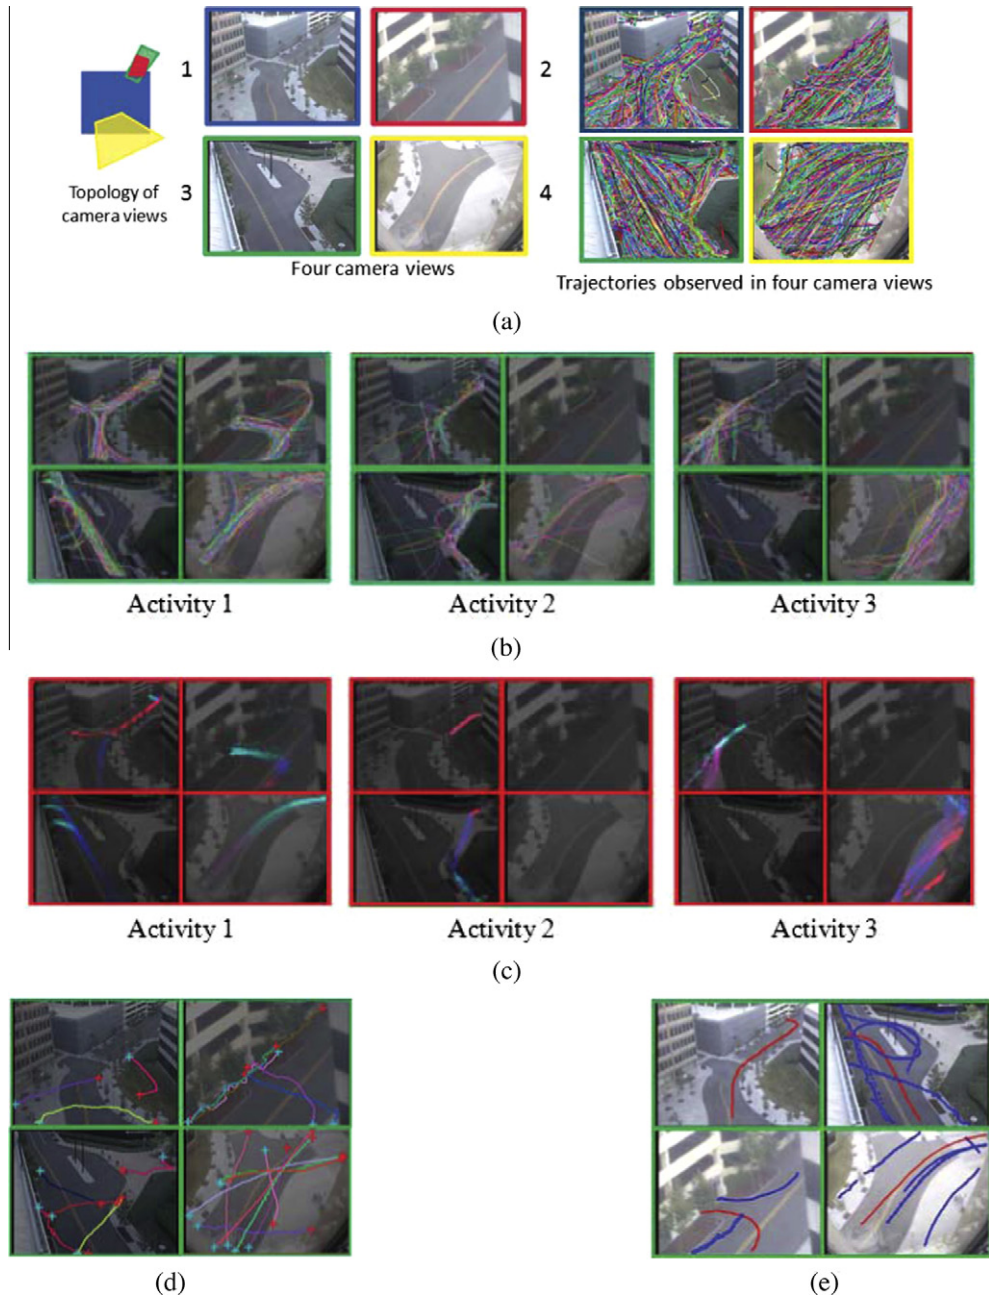 1
2
3
4
Topology of
camera views
Four camera views
Trajectories observed in four camera views
(a)
Activity 1
Activity 2
Activity 3
(b)
Activity 1
Activity 2
Activity 3
(c)
(d)
(e)